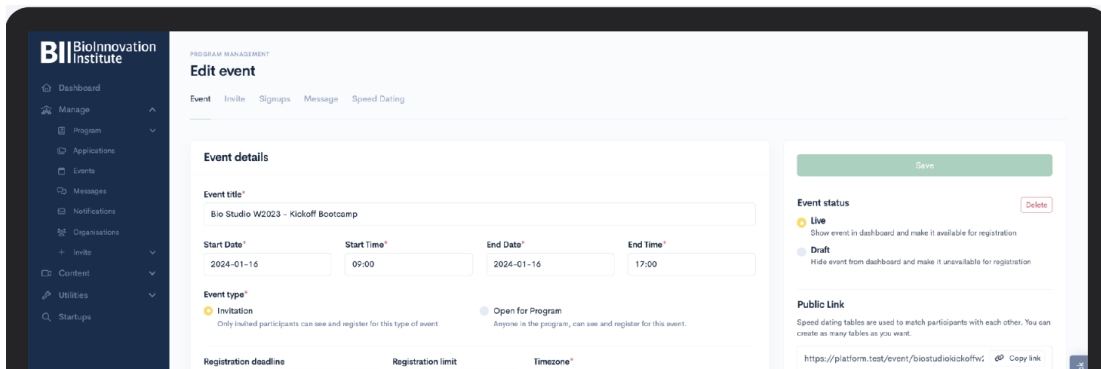 BII BioInnovation
Institute
Dashboard
Manage
Program
Applications
Events
Messages
Notifications
Organisations
Invite
Content
Utilities
Startups
PROGRAM MANAGEMENT
Edit event
Event Invite Signups Message Speed Dating
Event details
Event title*
Bio Studio W2023 - Kickoff Bootcamp
Start Date* Start Time* End Date* End Time*
2024-01-16 09:00 2024-01-16 17:00
Event type*
Invitation Open for Program
Only invited participants can see and register for this type of event Anyone in the program, can see and register for this event.
Registration deadline Registration limit Timezone*
Save
Event status Delete
Live
Show event in dashboard and make it available for registration
Draft
Hide event from dashboard and make it unavailable for registration
Public Link
Speed dating tables are used to match participants with each other. You can
create as many tables as you want.
https://platform.test/event/biostudiokickoffw2 Copy link